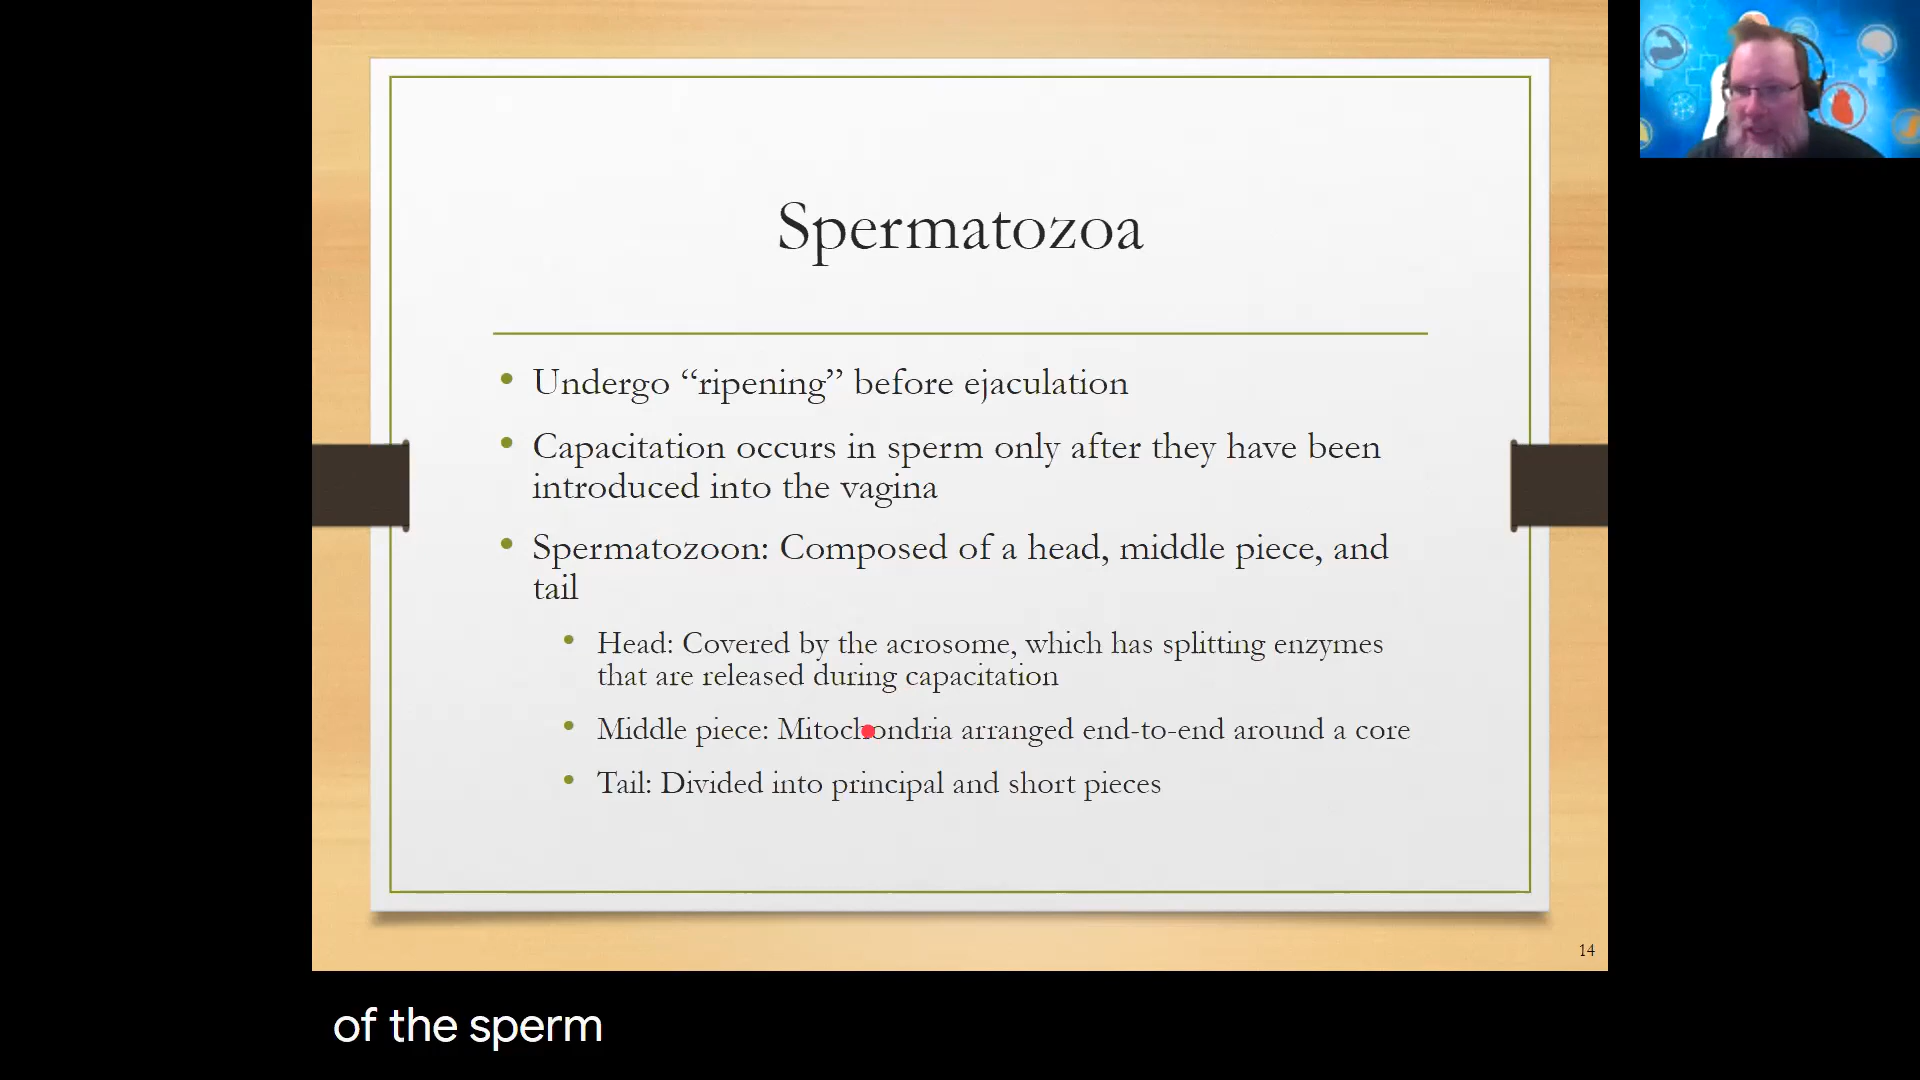 Spermatozoa
• Undergo “ripening” before ejaculation
• Capacitation occurs in sperm only after they have been
introduced into the vagina
• Spermatozoon: Composed of a head, middle piece, and
tail
• Head: Covered by the acrosome, which has splitting enzymes
that are released during capacitation
• Middle piece: Mitochondria arranged end-to-end around a core
• Tail: Divided into principal and short pieces
14
of the sperm